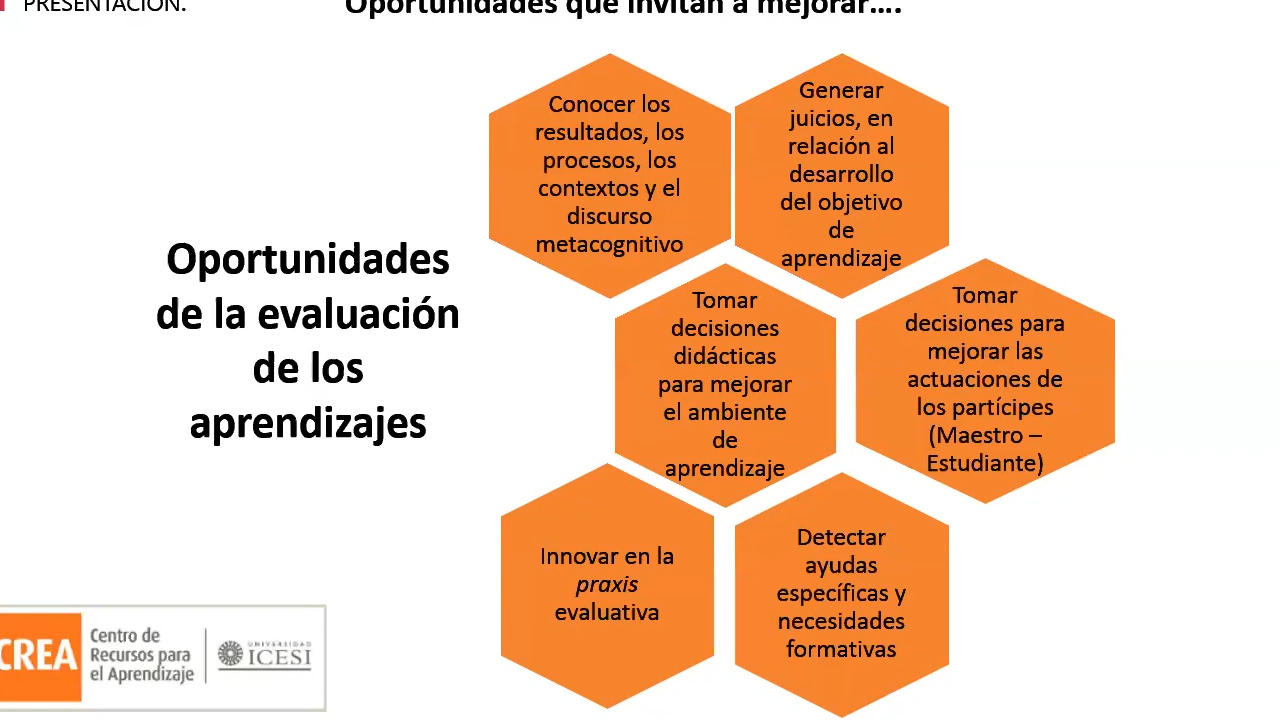 PRESENTACIÓN.
Oportunidades que invitan a mejorar….
Conocer los
resultados, los
procesos, los
contextos y el
discurso
metacognitivo
Generar
juicios, en
relación al
desarrollo
del objetivo
de
aprendizaje
Oportunidades
de la evaluación
de los
aprendizajes
Tomar
decisiones
didácticas
para mejorar
el ambiente
de
aprendizaje
Tomar
decisiones para
mejorar las
actuaciones de
los partícipes
(Maestro –
Estudiante)
Innovar en la
praxis
evaluativa
Detectar
ayudas
específicas y
necesidades
formativas
CREA
Centro de
Recursos para
el Aprendizaje
UNIVERSIDAD
ICESI